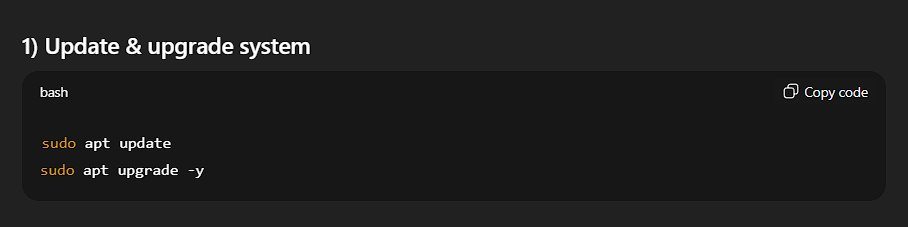 1) Update & upgrade system
bash
Copy code
sudo apt update
sudo apt upgrade -y